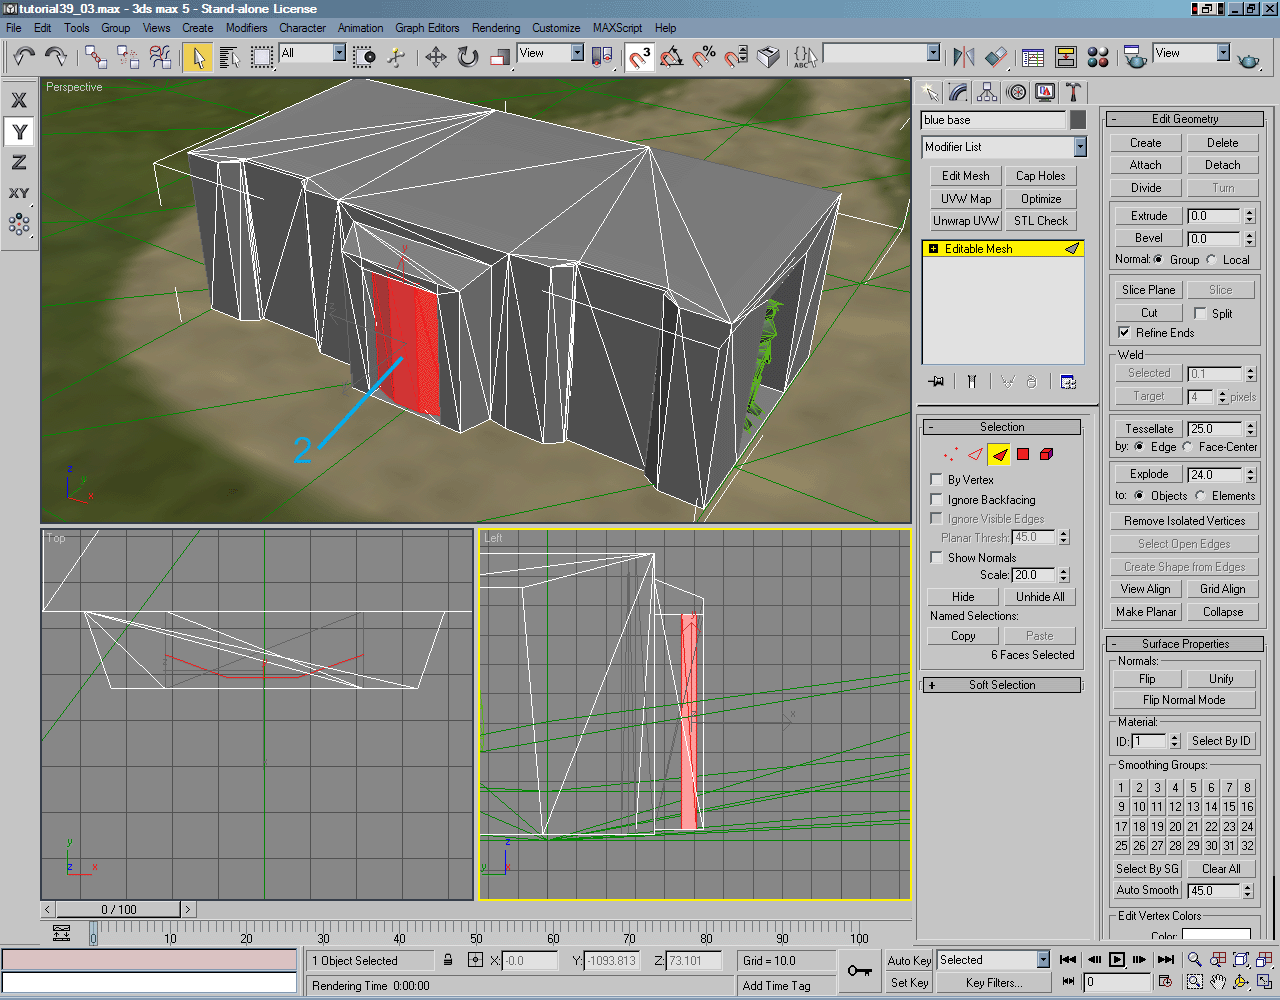 tutorial39_03.max - 3ds max 5 - Stand-alone License
File Edit Tools Group Views Create Modifiers Character Animation Graph Editors Rendering Customize MAXScript Help
All View 3 % ABC View
X
Y
Z
XY
Perspective
2
z
y
x
Top
Left
y
z
x
z
y
x
x
blue base
Modifier List
Edit Mesh Cap Holes
UVW Map Optimize
Unwrap UVW STL Check
Editable Mesh
- Selection
By Vertex
Ignore Backfacing
Ignore Visible Edges
Planar Thresh: 45.0
Show Normals
Scale: 20.0
Hide Unhide All
Named Selections:
Copy Paste
6 Faces Selected
+ Soft Selection
- Edit Geometry
Create Delete
Attach Detach
Divide Turn
Extrude 0.0
Bevel 0.0
Normal: Group Local
Slice Plane Slice
Cut Split
Refine Ends
Weld
Selected 0.1
Target 4 pixels
Tessellate 25.0
by: Edge Face-Center
Explode 24.0
to: Objects Elements
Remove Isolated Vertices
Select Open Edges
Create Shape from Edges
View Align Grid Align
Make Planar Collapse
- Surface Properties
Normals:
Flip Unify
Flip Normal Mode
Material:
ID: 1 Select By ID
Smoothing Groups:
1 2 3 4 5 6 7 8
9 10 11 12 13 14 15 16
17 18 19 20 21 22 23 24
25 26 27 28 29 30 31 32
Select By SG Clear All
Auto Smooth 45.0
Edit Vertex Colors
Color:
< 0 / 100 >
0 10 20 30 40 50 60 70 80 90 100
1 Object Selected X: -0.0 Y: -1093.813 Z: 73.101 Grid = 10.0 Auto Key Selected
Rendering Time 0:00:00 Add Time Tag Set Key Key Filters... 0